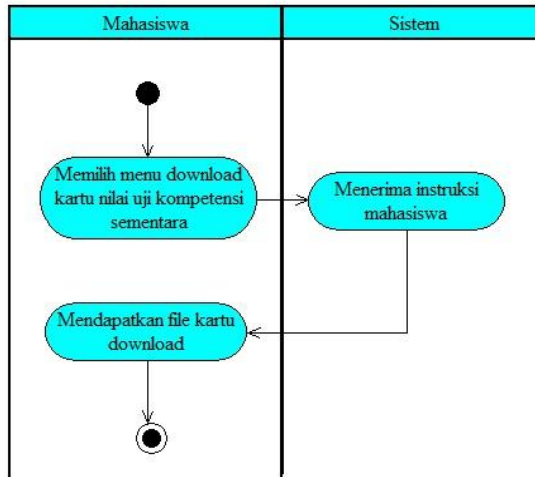 Mahasiswa
Sistem
Memilih menu download
kartu nilai uji kompetensi
sementara
Menerima instruksi
mahasiswa
Mendapatkan file kartu
download